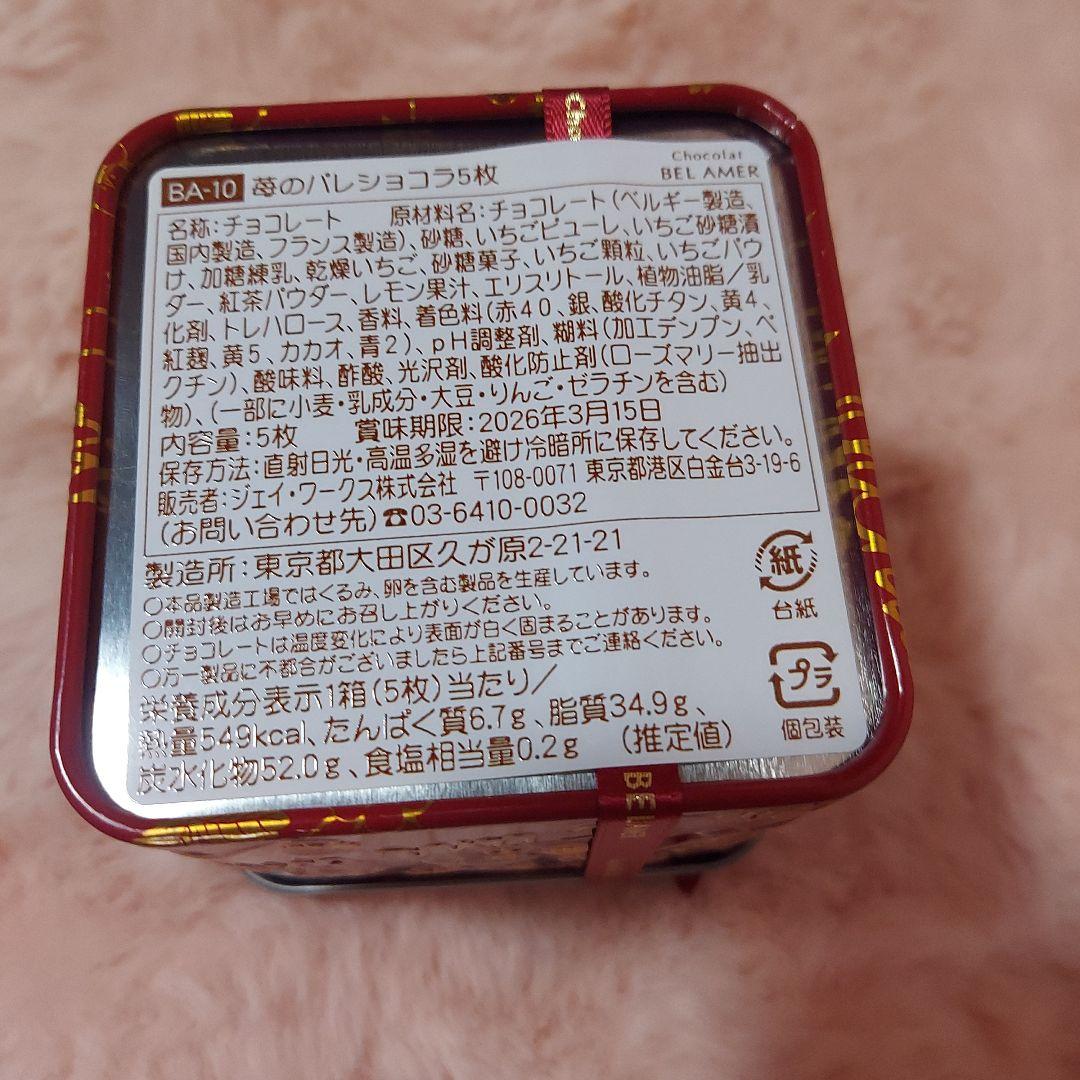 Cho
Chocolat
BEL AMER
BA-10 苺のパレショコラ5枚
名称:チョコレート 原材料名:チョコレート(ベルギー製造、
国内製造、フランス製造)、砂糖、いちごピューレ、いちご砂糖漬
け、加糖練乳、乾燥いちご、砂糖菓子、いちご顆粒、いちごパウ
ダー、紅茶パウダー、レモン果汁、エリスリトール、植物油脂/乳
化剤、トレハロース、香料、着色料(赤40、銀、酸化チタン、黄4、
紅麹、黄5、カカオ、青2)、pH調整剤、糊料(加工デンプン、ペ
クチン)、酸味料、酢酸、光沢剤、酸化防止剤(ローズマリー抽出
物)、(一部に小麦・乳成分・大豆・りんご・ゼラチンを含む)
内容量:5枚 賞味期限:2026年3月15日
保存方法:直射日光・高温多湿を避け冷暗所に保存してください。
販売者:ジェイ・ワークス株式会社 〒108-0071 東京都港区白金台3-19-6
(お問い合わせ先)☎03-6410-0032
製造所:東京都大田区久が原2-21-21
○本品製造工場ではくるみ、卵を含む製品を生産しています。
○開封後はお早めにお召し上がりください。
○チョコレートは温度変化により表面が白く固まることがあります。
○万一製品に不都合がございましたら上記番号までご連絡ください。
栄養成分表示1箱(5枚)当たり/
熱量549kcal、たんぱく質6.7g、脂質34.9g、
炭水化物52.0g、食塩相当量0.2g (推定値)
紙
台紙
プラ
個包装
BEL